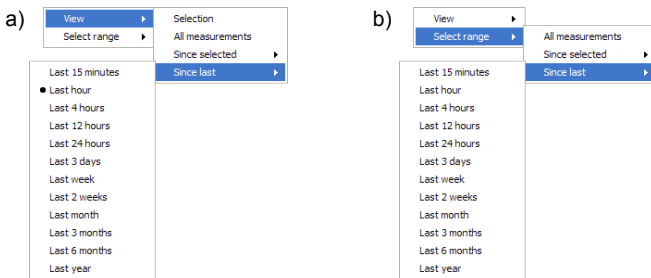 a)
View
Select range
Selection
All measurements
Since selected
Since last
Last 15 minutes
Last hour
Last 4 hours
Last 12 hours
Last 24 hours
Last 3 days
Last week
Last 2 weeks
Last month
Last 3 months
Last 6 months
Last year
b)
View
Select range
All measurements
Since selected
Since last
Last 15 minutes
Last hour
Last 4 hours
Last 12 hours
Last 24 hours
Last 3 days
Last week
Last 2 weeks
Last month
Last 3 months
Last 6 months
Last year